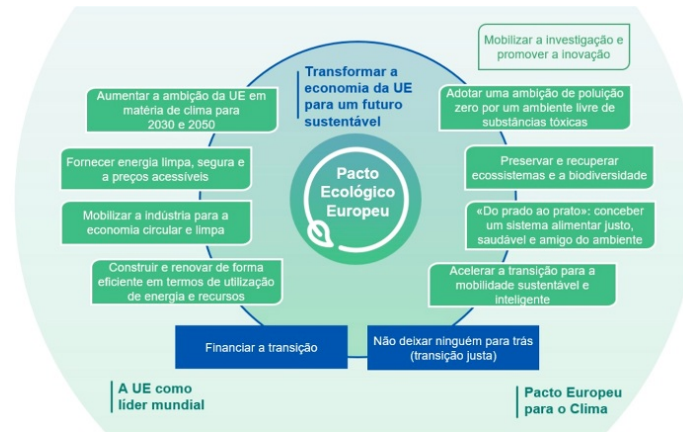 Mobilizar a investigação e
promover a inovação
Transformar a
economia da UE
para um futuro
sustentável
Aumentar a ambição da UE em
matéria de clima para
2030 e 2050
Adotar uma ambição de poluição
zero por um ambiente livre de
substâncias tóxicas
Fornecer energia limpa, segura e
a preços acessíveis
Pacto
Ecológico
Europeu
Preservar e recuperar
ecossistemas e a biodiversidade
Mobilizar a indústria para a
economia circular e limpa
«Do prado ao prato»: conceber
um sistema alimentar justo,
saudável e amigo do ambiente
Construir e renovar de forma
eficiente em termos de utilização
de energia e recursos
Acelerar a transição para a
mobilidade sustentável e
inteligente
Financiar a transição
Não deixar ninguém para trás
(transição justa)
A UE como
líder mundial
Pacto Europeu
para o Clima